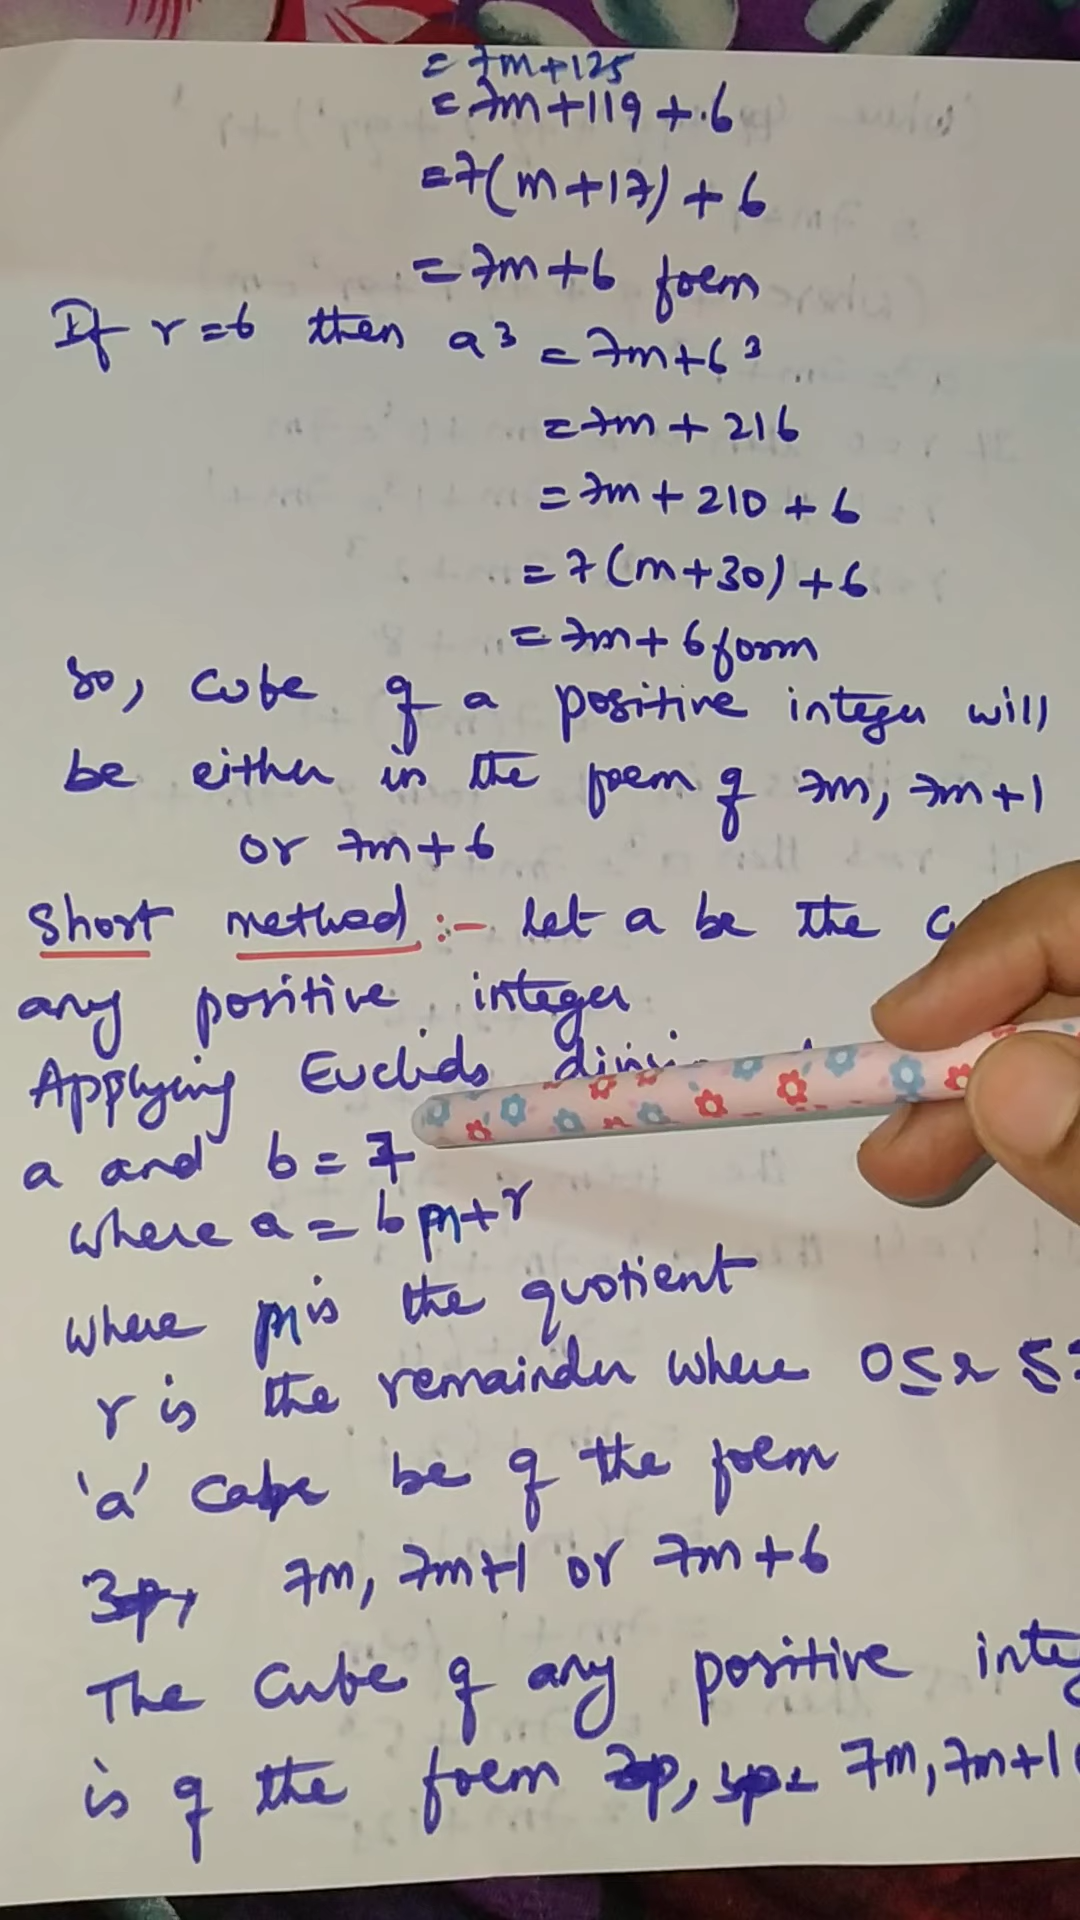 = 7m+125
= 7m+119+6
=7(m+17)+6
= 7m+6 form
If r=6 then a³ = 7m+6³
= 7m + 216
= 7m + 210 + 6
= 7(m+30)+6
= 7m+6 form
So, cube of a positive integer will
be either in the form of 7m, 7m+1
or 7m+6
Short method :- let a be the
any positive integer
Applying Euclids
a and b = 7
where a = bm+r
where m is the quotient
r is the remainder where 0≤r≤
'a' be of the form
7m, 7m+1 or 7m+6
The cube of any positive
is of the form 7m, 7m+1